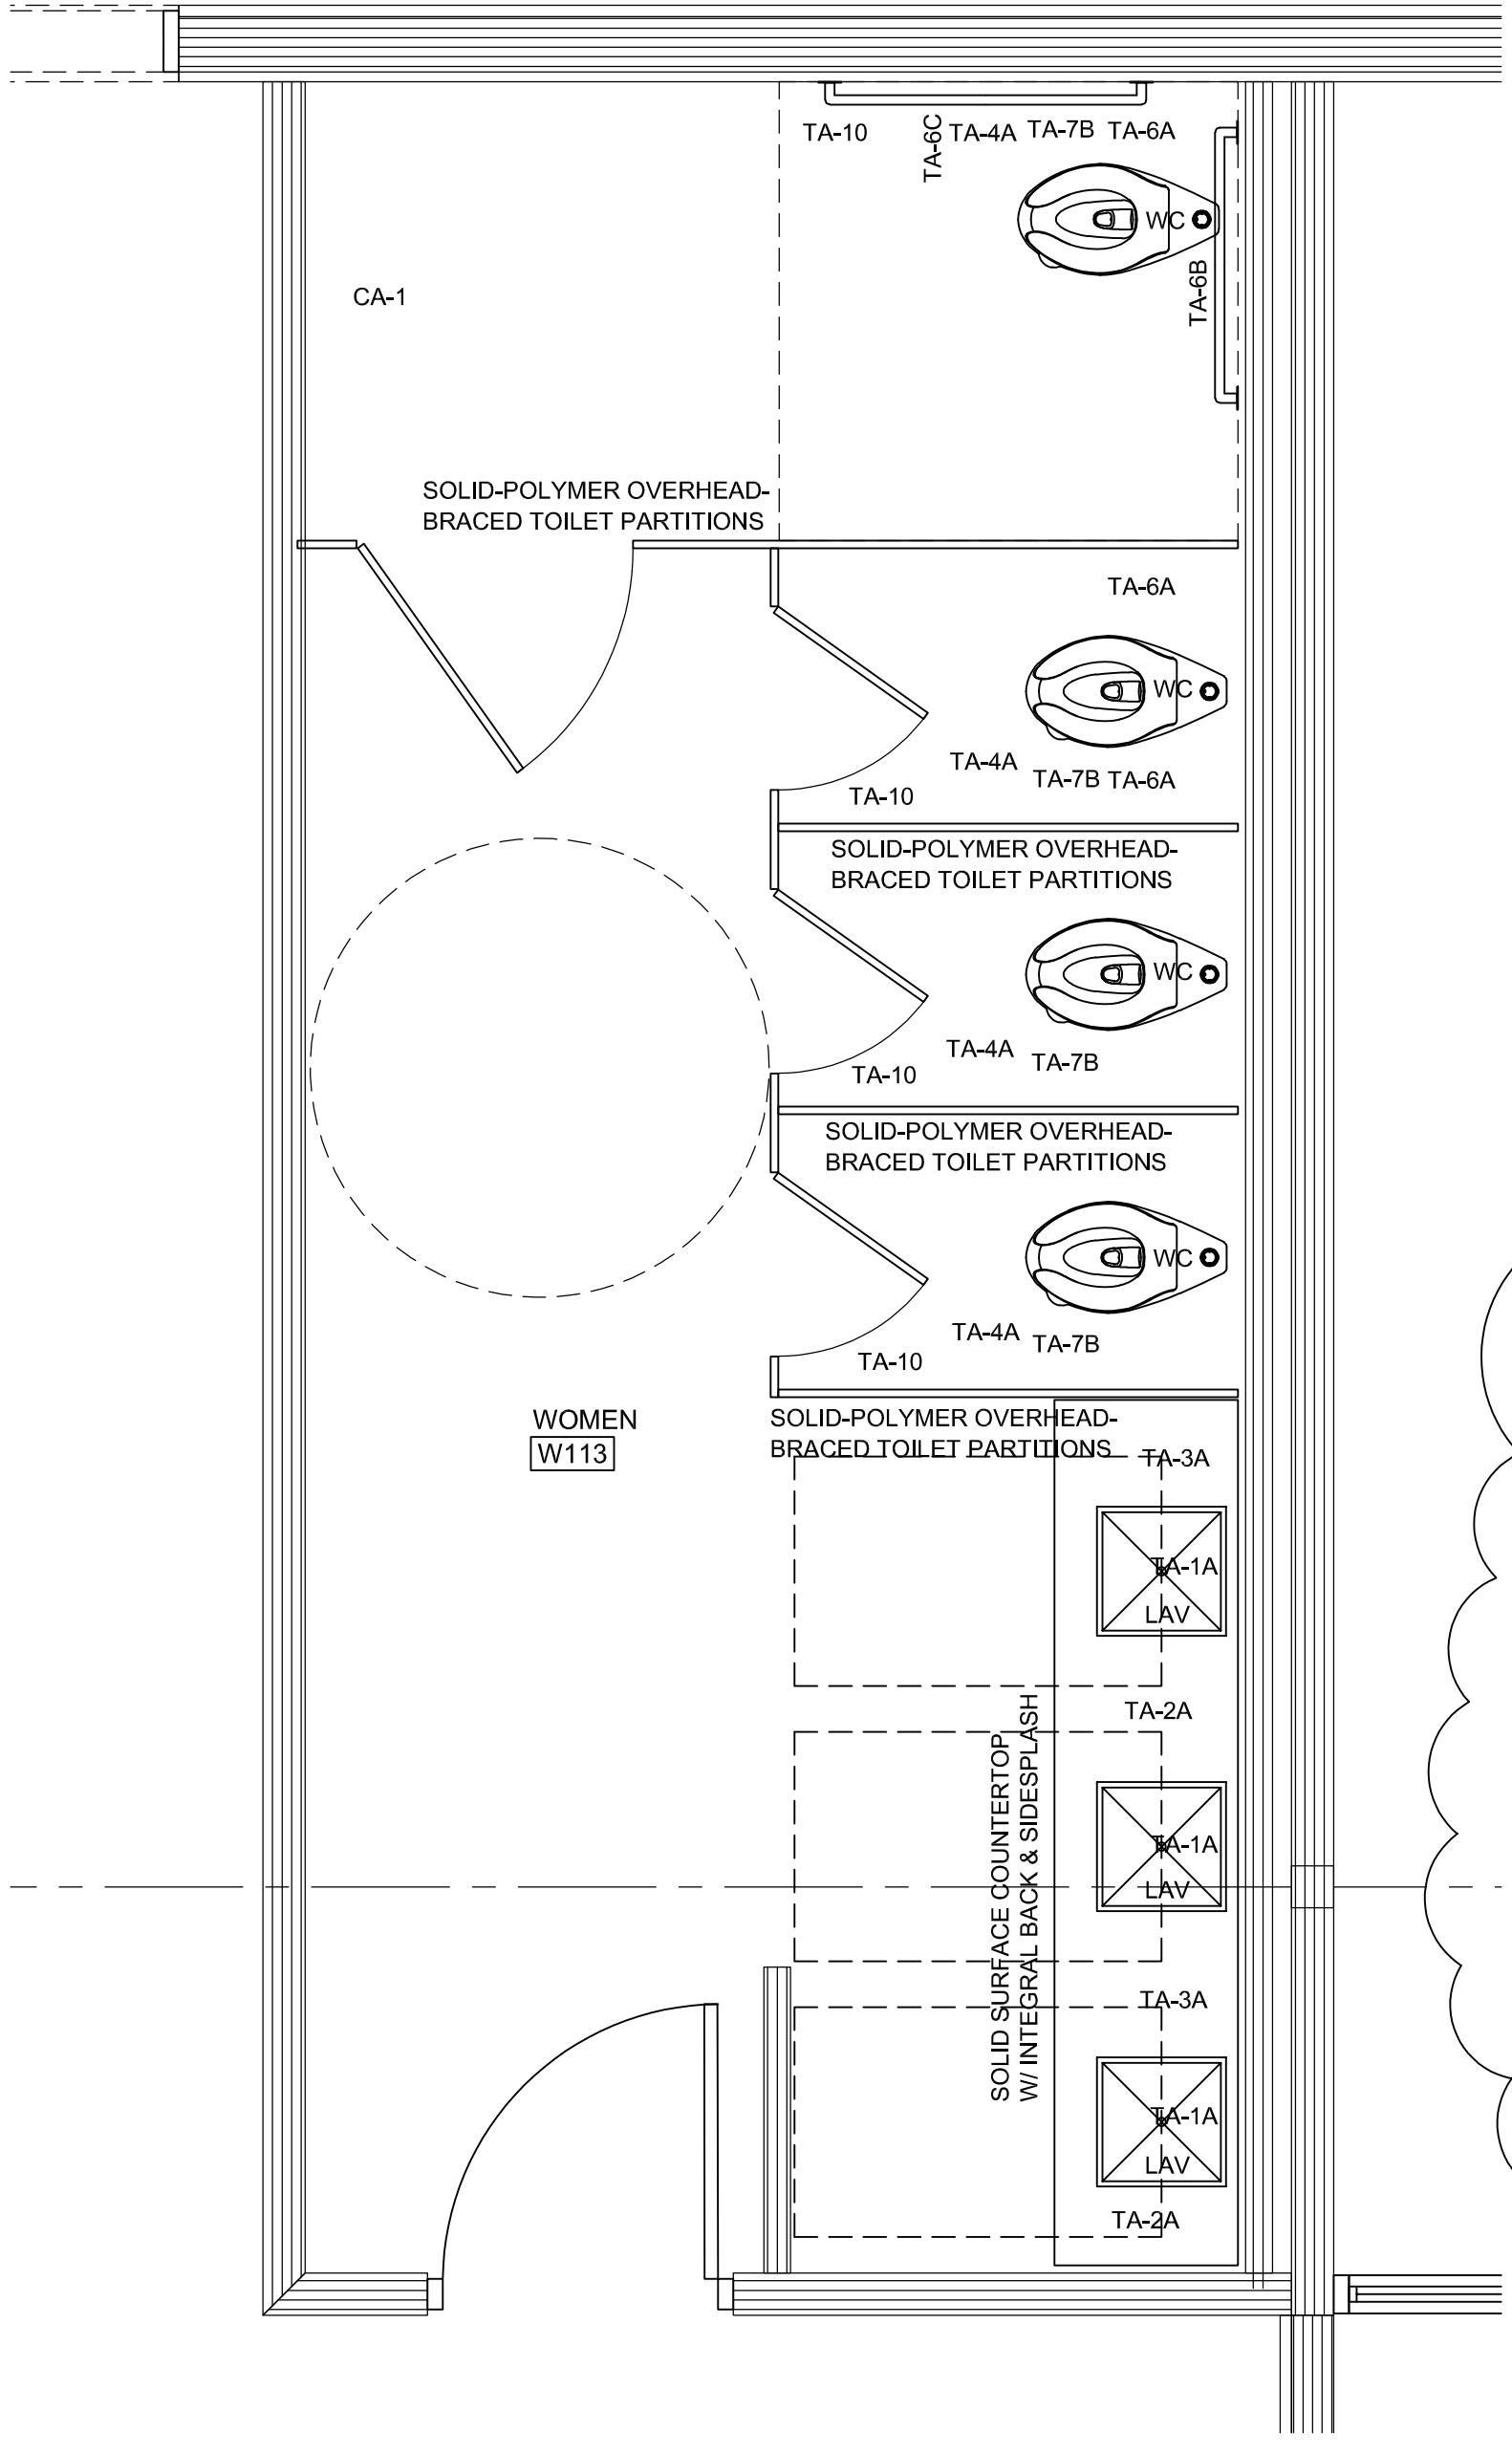 TA-10
TA-6C
TA-4A
TA-7B
TA-6A
WC
TA-6B
CA-1
SOLID-POLYMER OVERHEAD-
BRACED TOILET PARTITIONS
TA-6A
WC
TA-4A
TA-7B
TA-6A
TA-10
SOLID-POLYMER OVERHEAD-
BRACED TOILET PARTITIONS
WC
TA-4A
TA-7B
TA-10
SOLID-POLYMER OVERHEAD-
BRACED TOILET PARTITIONS
WC
TA-4A
TA-7B
TA-10
WOMEN
W113
SOLID-POLYMER OVERHEAD-
BRACED TOILET PARTITIONS
TA-3A
TA-1A
LAV
TA-2A
SOLID SURFACE COUNTERTOP
W/ INTEGRAL BACK & SIDESPLASH
TA-1A
LAV
TA-3A
TA-1A
LAV
TA-2A